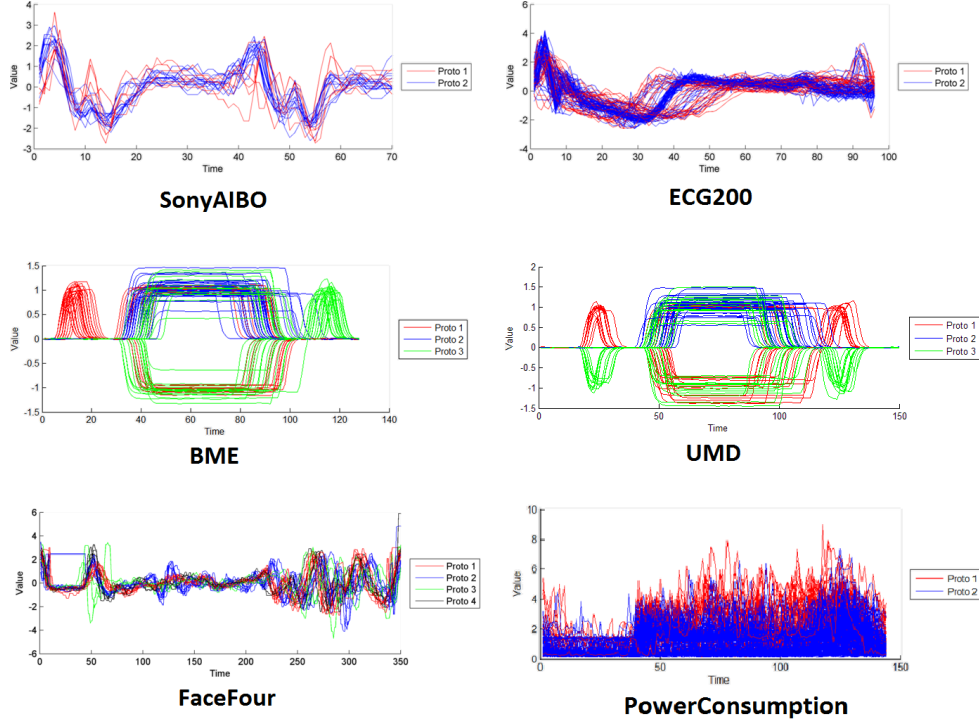 4
3
2
1
0
-1
-2
-3
Value
0 10 20 30 40 50 60 70
Time
Proto 1
Proto 2
SonyAIBO
6
4
2
0
-2
-4
Value
0 10 20 30 40 50 60 70 80 90 100
Time
Proto 1
Proto 2
ECG200
1.5
1
0.5
0
-0.5
-1
-1.5
Value
0 20 40 60 80 100 120 140
Time
Proto 1
Proto 2
Proto 3
BME
2
1.5
1
0.5
0
-0.5
-1
1.5
Value
0 50 100 150
Time
Proto 1
Proto 2
Proto 3
UMD
6
4
2
0
-2
-4
-6
Value
0 50 100 150 200 250 300 350
Time
Proto 1
Proto 2
Proto 3
Proto 4
FaceFour
10
8
6
4
2
0
Value
0 50 100 150
Time
Proto 1
Proto 2
PowerConsumption